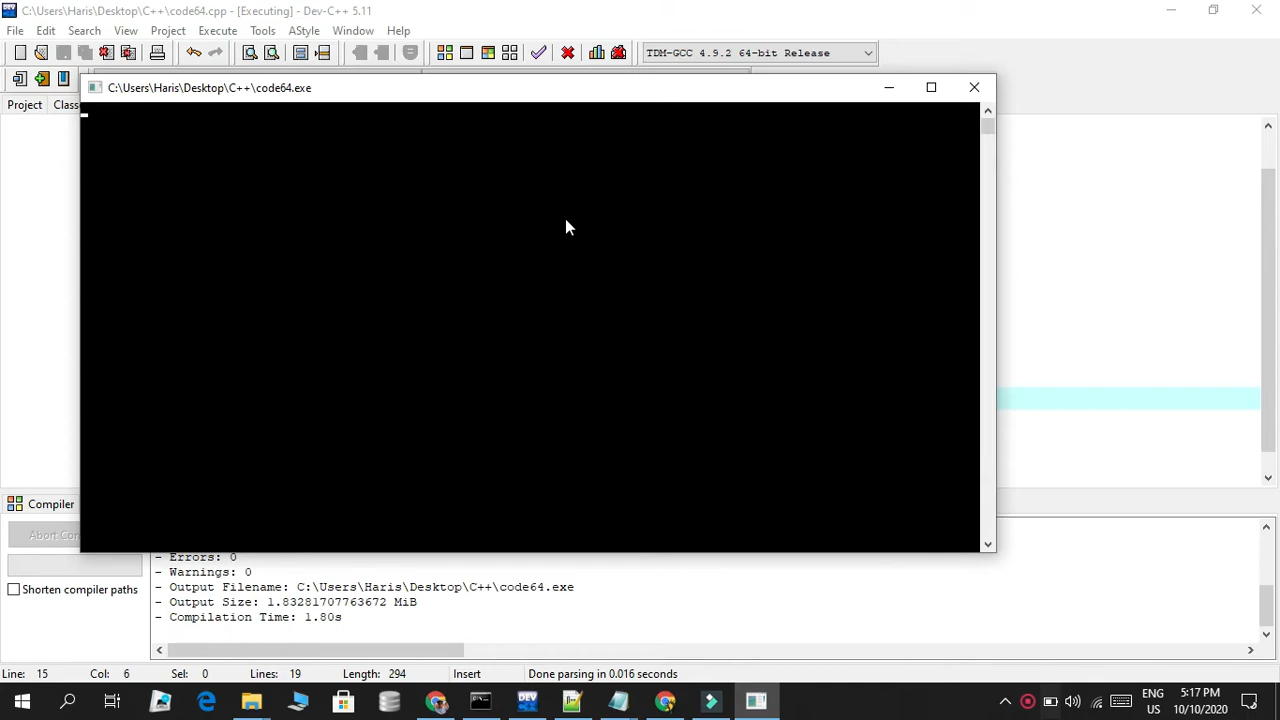 C:\Users\Haris\Desktop\C++\code64.cpp - [Executing] - Dev-C++ 5.11
File Edit Search View Project Execute Tools AStyle Window Help
TDM-GCC 4.9.2 64-bit Release
C:\Users\Haris\Desktop\C++\code64.exe
Project Classe
Compiler
Abort Con
- Errors: 0
- Warnings: 0
Shorten compiler paths
- Output Filename: C:\Users\Haris\Desktop\C++\code64.exe
- Output Size: 1.83281707763672 MiB
- Compilation Time: 1.80s
Line: 15 Col: 6 Sel: 0 Lines: 19 Length: 294 Insert Done parsing in 0.016 seconds
DEV
ENG
US
5:17 PM
10/10/2020